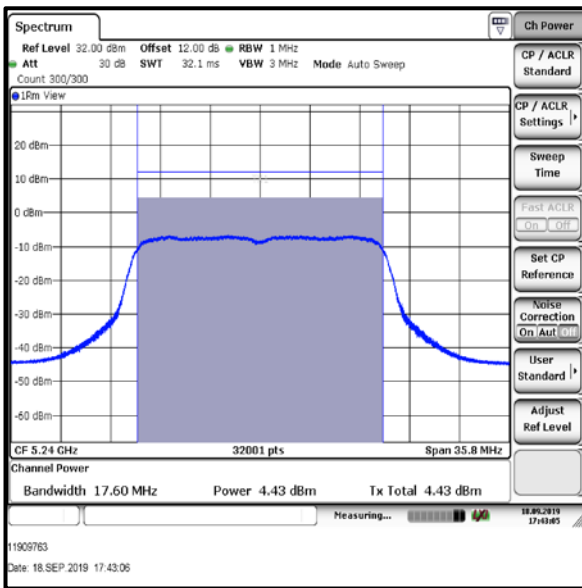 Spectrum
Ch Power
Ref Level 32.00 dBm Offset 12.00 dB RBW 1 MHz
Att 30 dB SWT 32.1 ms VBW 3 MHz Mode Auto Sweep
Count 300/300
1Rm View
20 dBm
10 dBm
0 dBm
-10 dBm
-20 dBm
-30 dBm
-40 dBm
-50 dBm
-60 dBm
CF 5.24 GHz 32001 pts Span 35.8 MHz
Channel Power
Bandwidth 17.60 MHz Power 4.43 dBm Tx Total 4.43 dBm
CP / ACLR
Standard
CP / ACLR
Settings
Sweep
Time
Fast ACLR
On Off
Set CP
Reference
Noise
Correction
On Aut Off
User
Standard
Adjust
Ref Level
Measuring...
18.09.2019
17:43:05
11909763
Date: 18.SEP.2019 17:43:06